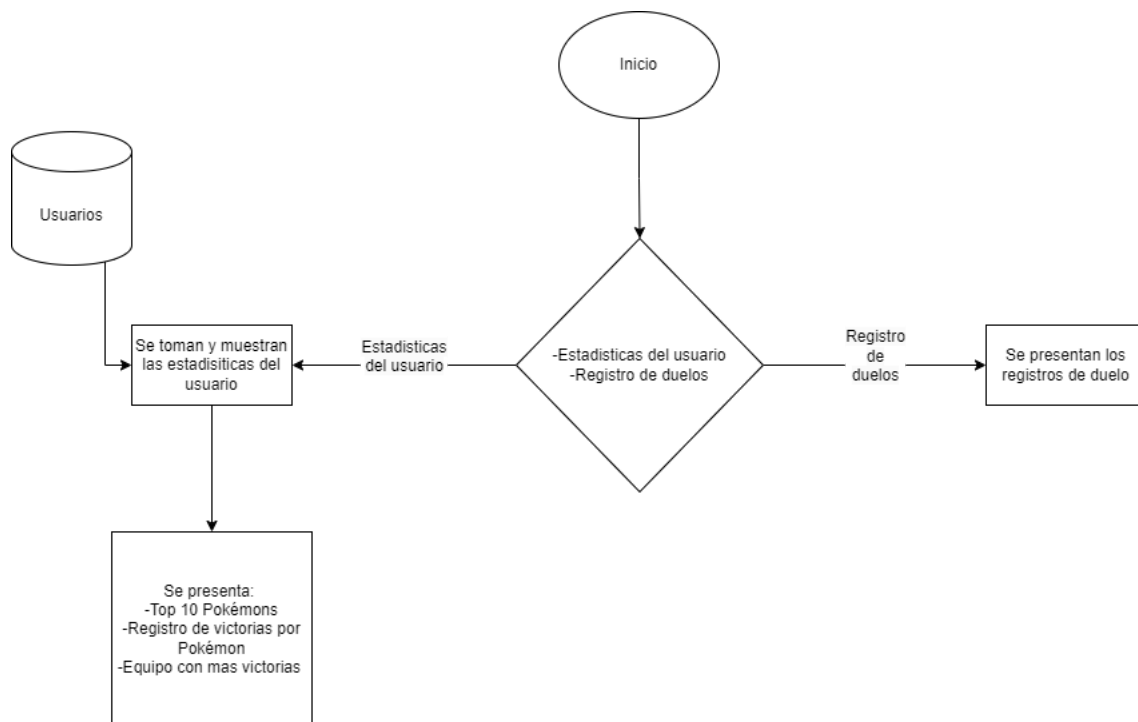 Inicio
Usuarios
Se toman y muestran
las estadisiticas del
usuario
Estadisticas
del usuario
-Estadisticas del usuario
-Registro de duelos
Registro
de
duelos
Se presentan los
registros de duelo
Se presenta:
-Top 10 Pokémons
-Registro de victorias por
Pokémon
-Equipo con mas victorias